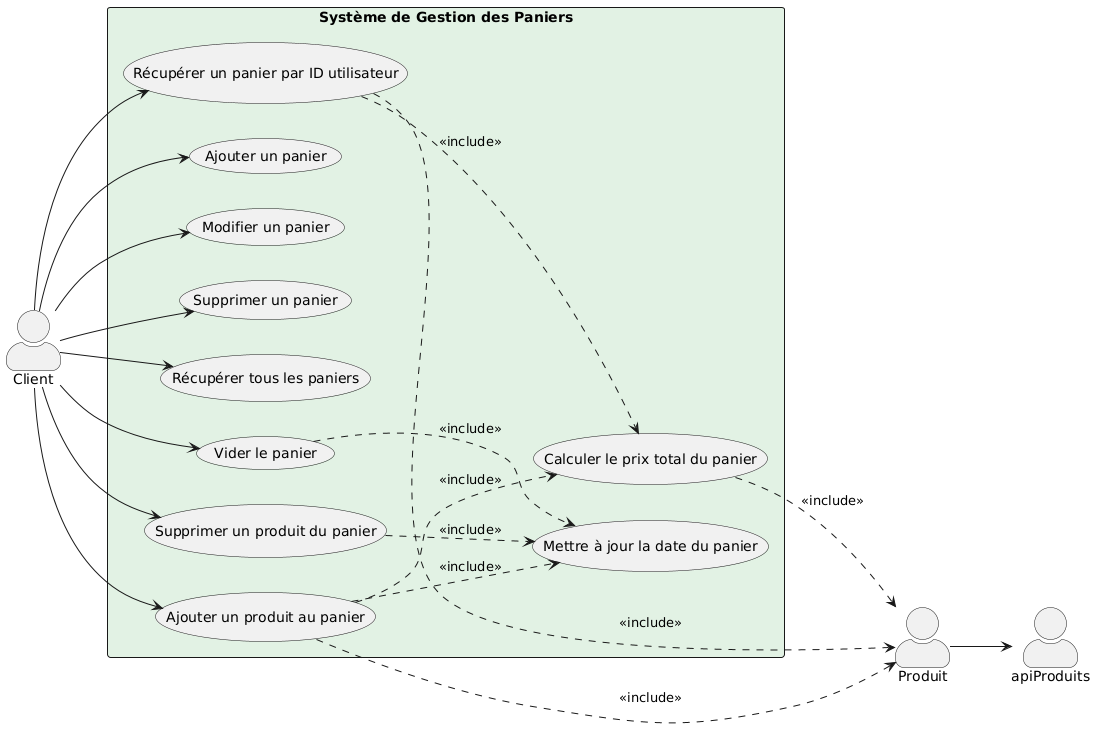 Système de Gestion des Paniers
Récupérer un panier par ID utilisateur
«include»
Ajouter un panier
Modifier un panier
Supprimer un panier
Client
Récupérer tous les paniers
Vider le panier
«include»
Calculer le prix total du panier
«include»
«include»
Supprimer un produit du panier
«include»
Mettre à jour la date du panier
«include»
Ajouter un produit au panier
«include»
Produit
apiProduits
«include»